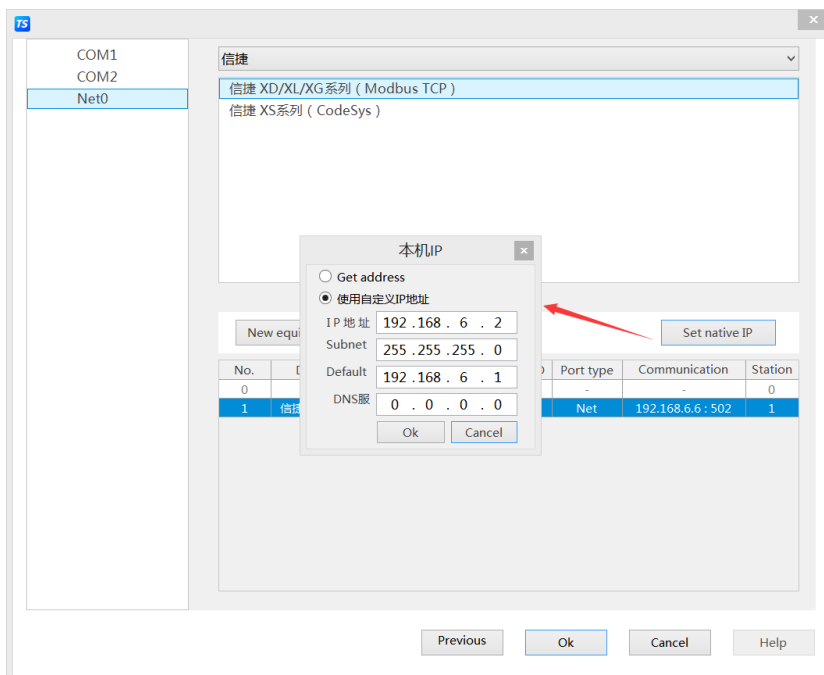 TS
COM1
COM2
Net0
信捷
信捷 XD/XL/XG系列 ( Modbus TCP )
信捷 XS系列 ( CodeSys )
本机IP
Get address
使用自定义IP地址
IP地址 192 .168 . 6 . 2
Subnet 255 .255 .255 . 0
Default 192 .168 . 6 . 1
DNS服 0 . 0 . 0 . 0
Ok Cancel
New equi Set native IP
No. Port type Communication Station
0 - - 0
1 信捷 Net 192.168.6.6 : 502 1
Previous Ok Cancel Help